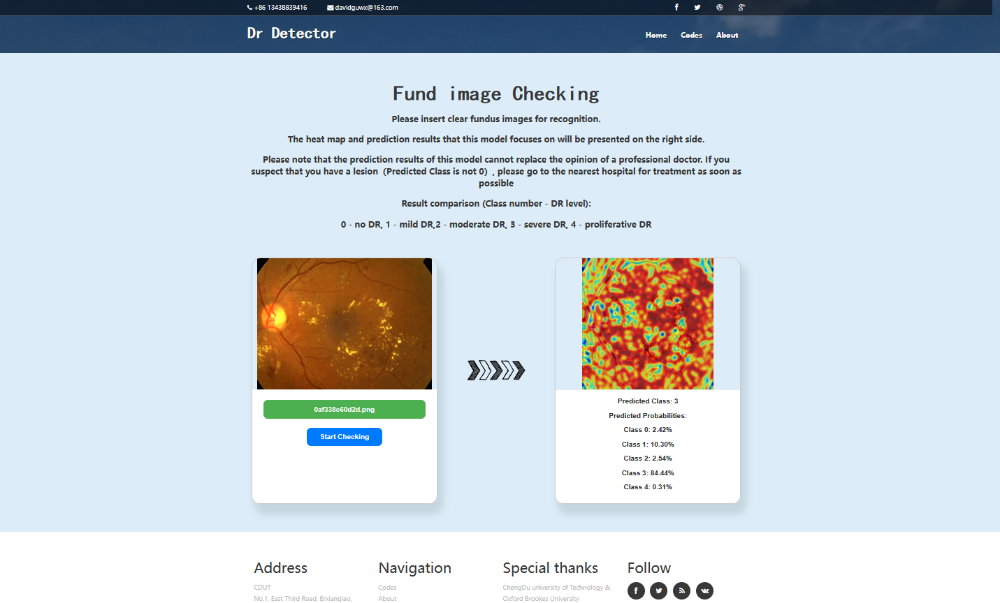 +86 13438839416 davidguwx@163.com
Dr Detector
Home Codes About
Fund image Checking
Please insert clear fundus images for recognition.
The heat map and prediction results that this model focuses on will be presented on the right side.
Please note that the prediction results of this model cannot replace the opinion of a professional doctor. If you
suspect that you have a lesion（Predicted Class is not 0）, please go to the nearest hospital for treatment as soon as
possible
Result comparison (Class number - DR level):
0 - no DR, 1 - mild DR,2 - moderate DR, 3 - severe DR, 4 - proliferative DR
0af338c60d2d.png
Start Checking
Predicted Class: 3
Predicted Probabilities:
Class 0: 2.42%
Class 1: 10.30%
Class 2: 2.54%
Class 3: 84.44%
Class 4: 0.31%
Address
CDUT
No.1, East Third Road, Erxianqiao,
Navigation
Codes
About
Special thanks
ChengDu university of Technology &
Oxford Brookes University
Follow